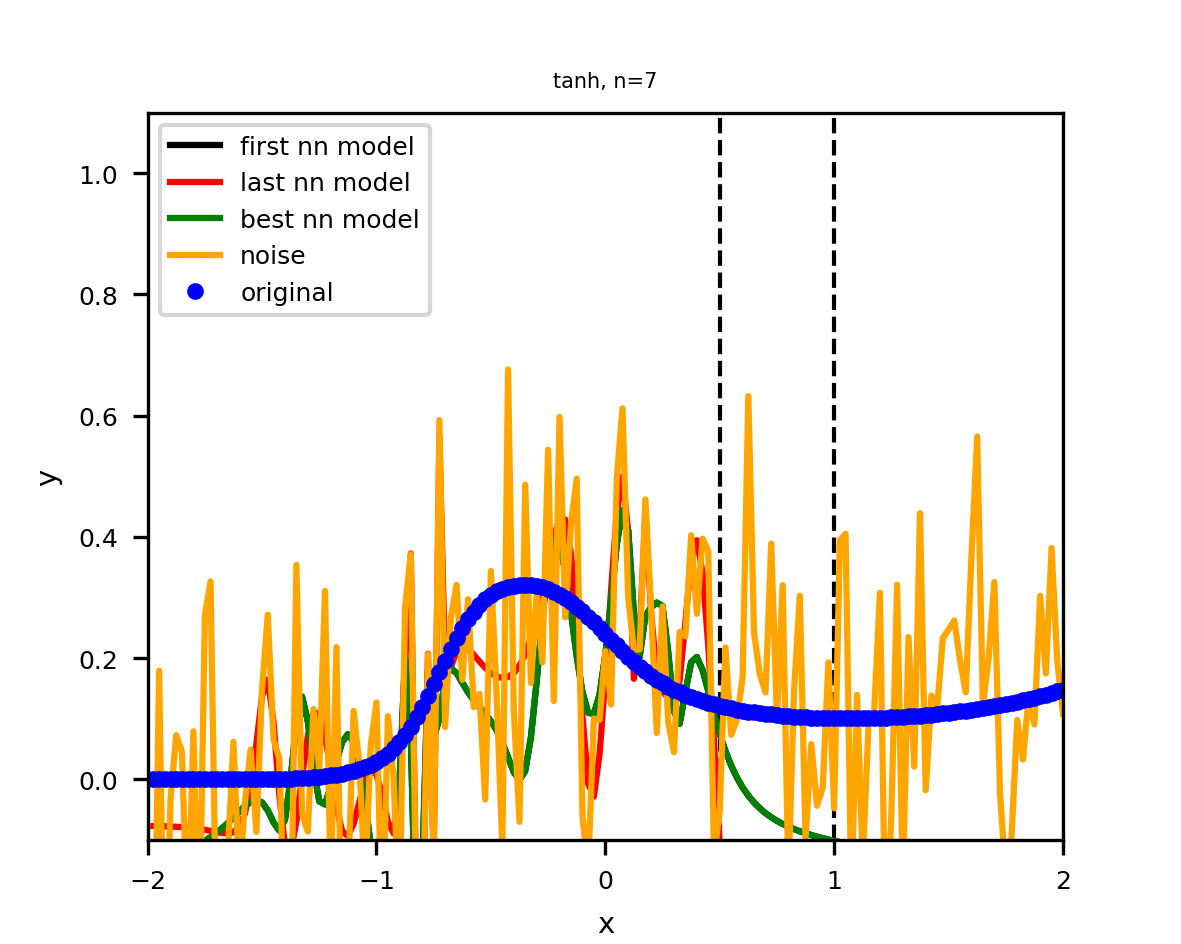 tanh, n=7
first nn model
last nn model
best nn model
noise
original
1.0
0.8
0.6
0.4
0.2
0.0
y
−2
−1
0
1
2
x